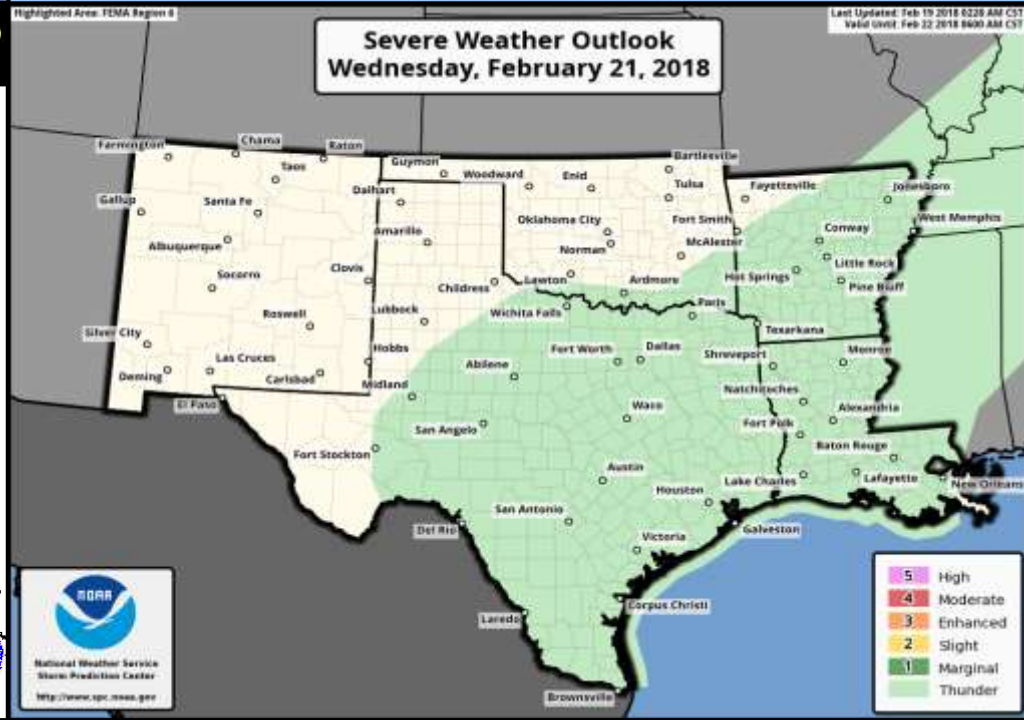 Highlighted Area: FEMA Region 6
Last Updated: Feb 19 2018 0220 AM CST
Valid Until: Feb 22 2018 0600 AM CST
Severe Weather Outlook
Wednesday, February 21, 2018
Farmington
Chama
Raton
Guymon
Bartlesville
Taos
Woodward
Enid
Tulsa
Fayetteville
Jonesboro
Dalhart
Gallup
Santa Fe
Oklahoma City
Fort Smith
West Memphis
Amarillo
Conway
Albuquerque
Norman
McAlester
Little Rock
Socorro
Clovis
Childress
Lawton
Ardmore
Hot Springs
Pine Bluff
Roswell
Lubbock
Wichita Falls
Paris
Texarkana
Silver City
Hobbs
Fort Worth
Dallas
Shreveport
Monroe
Las Cruces
Abilene
Deming
Carlsbad
Midland
Natchitoches
El Paso
Waco
Alexandria
San Angelo
Fort Polk
Fort Stockton
Baton Rouge
Austin
Lake Charles
Lafayette
New Orleans
Houston
San Antonio
Del Rio
Galveston
Victoria
Corpus Christi
Laredo
Brownsville
NOAA
National Weather Service
Storm Prediction Center
http://www.spc.noaa.gov
5 High
4 Moderate
3 Enhanced
2 Slight
1 Marginal
Thunder